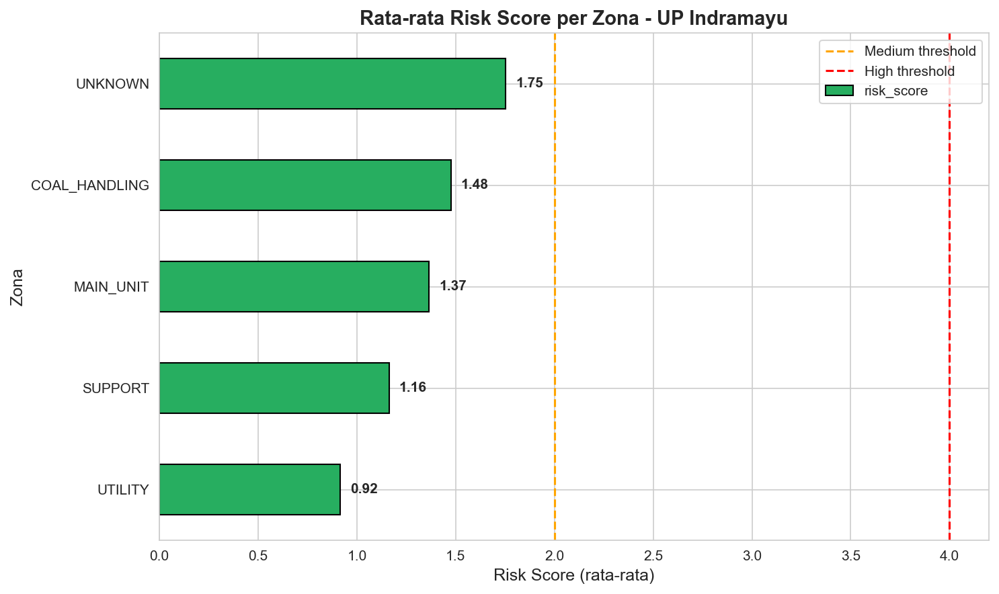 Rata-rata Risk Score per Zona - UP Indramayu
Medium threshold
High threshold
risk_score
UNKNOWN
1.75
COAL_HANDLING
1.48
MAIN_UNIT
1.37
SUPPORT
1.16
UTILITY
0.92
Zona
0.0 0.5 1.0 1.5 2.0 2.5 3.0 3.5 4.0
Risk Score (rata-rata)